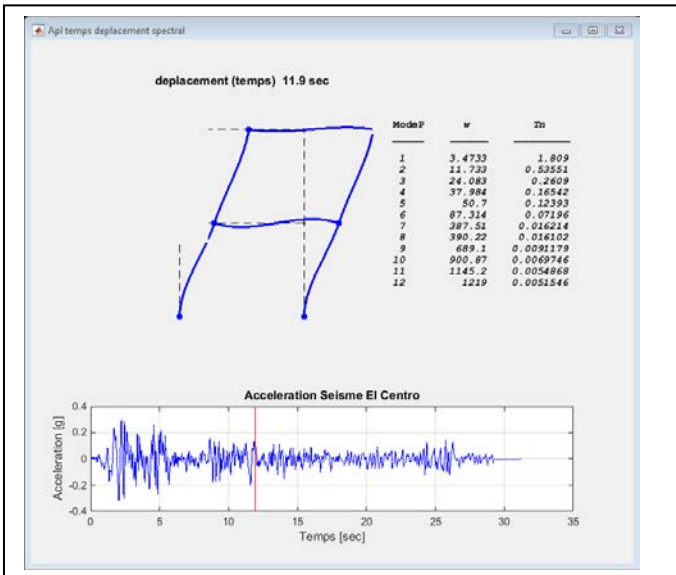 Apl temps deplacement spectral
deplacement (temps) 11.9 sec
ModeP w Tn
1 3.4733 1.809
2 11.733 0.53551
3 24.083 0.2609
4 37.984 0.16542
5 50.7 0.12393
6 87.314 0.07196
7 387.51 0.016214
8 390.22 0.016102
9 689.1 0.0091179
10 900.87 0.0069746
11 1145.2 0.0054868
12 1219 0.0051546
Acceleration Seisme El Centro
Acceleration [g]
0.4
0.2
0
-0.2
-0.4
0 5 10 15 20 25 30 35
Temps [sec]